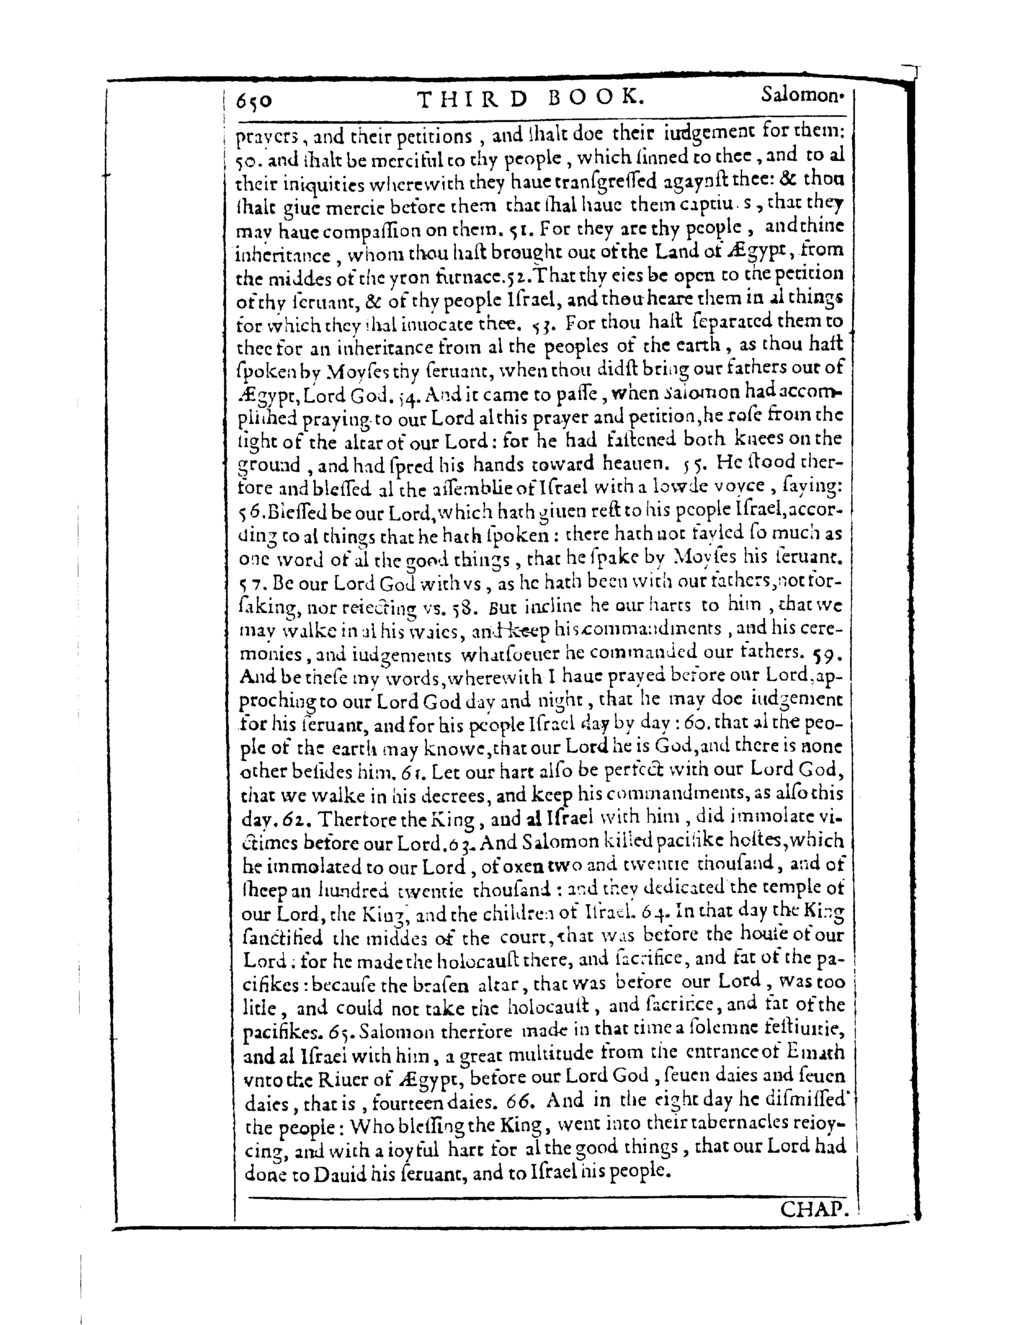 650 THIRD BOOK. Salomon.
prayers, and their petitions, and ſhalt doe their iudgement for them:
50. and ſhalt be merciful to thy people, which ſinned to thee, and to al
their iniquities wherewith they haue tranſgreſſed agaynſt thee: & thou
ſhalt giue mercie before them that ſhal haue them captiu s, that they
may haue compaſſion on them. 51. For they are thy people, and thine
inheritance, whom thou haſt brought out of the Land of Ægypt, from
the middes of the yron furnace. 52. That thy eies be open to the petition
of thy ſeruant, & of thy people Iſrael, and thou heare them in al things
for which they ſhal inuocate thee. 53. For thou haſt ſeparated them to
thee for an inheritance from al the peoples of the earth, as thou haſt
ſpoken by Moyſes thy ſeruant, when thou didſt bring our fathers out of
Ægypt, Lord God. 54. And it came to paſſe, when Salomon had accom-
pliſhed praying to our Lord al this prayer and petition, he roſe from the
ſight of the altar of our Lord: for he had faſtened both knees on the
ground, and had ſpred his hands toward heauen. 55. He ſtood ther-
fore and bleſſed al the aſſemblie of Iſrael with a lowde voyce, ſaying:
56. Bleſſed be our Lord, which hath giuen reſt to his people Iſrael, accor-
ding to al things that he hath ſpoken: there hath not fayled ſo much as
one word of al the good things, that he ſpake by Moyſes his ſeruant.
57. Be our Lord God with vs, as he hath been with our fathers, not for-
ſaking, nor reiecting vs. 58. But incline he our harts to him, that we
may walke in al his waies, and keep his commandments, and his cere-
monies, and iudgements whatſoeuer he commanded our fathers. 59.
And be theſe my words, wherewith I haue prayed before our Lord, ap-
proching to our Lord God day and night, that he may doe iudgement
for his ſeruant, and for his people Iſrael day by day: 60. that al the peo-
ple of the earth may knowe, that our Lord he is God, and there is none
other beſides him. 61. Let our hart alſo be perfect with our Lord God,
that we walke in his decrees, and keep his commandments, as alſo this
day. 62. Therfore the King, and al Iſrael with him, did immolate vi-
ctimes before our Lord. 63. And Salomon killed pacifike hoſtes, which
he immolated to our Lord, of oxen two and twentie thouſand, and of
ſheep an hundred twentie thouſand: and they dedicated the temple of
our Lord, the King, and the children of Iſrael. 64. In that day the King
ſanctified the middes of the court, that was before the houſe of our
Lord: for he made the holocauſt there, and ſacrifice, and fat of the pa-
cifikes: becauſe the braſen altar, that was before our Lord, was too
litle, and could not take the holocauſt, and ſacrifice, and fat of the
pacifikes. 65. Salomon therfore made in that time a ſolemne feſtiuitie,
and al Iſrael with him, a great multitude from the entrance of Emath
vnto the Riuer of Ægypt, before our Lord God, ſeuen daies and ſeuen
daies, that is, fourteen daies. 66. And in the eight day he diſmiſſed
the people: Who bleſſing the King, went into their tabernacles reioy-
cing, and with a ioyful hart for al the good things, that our Lord had
done to Dauid his ſeruant, and to Iſrael his people.
CHAP.